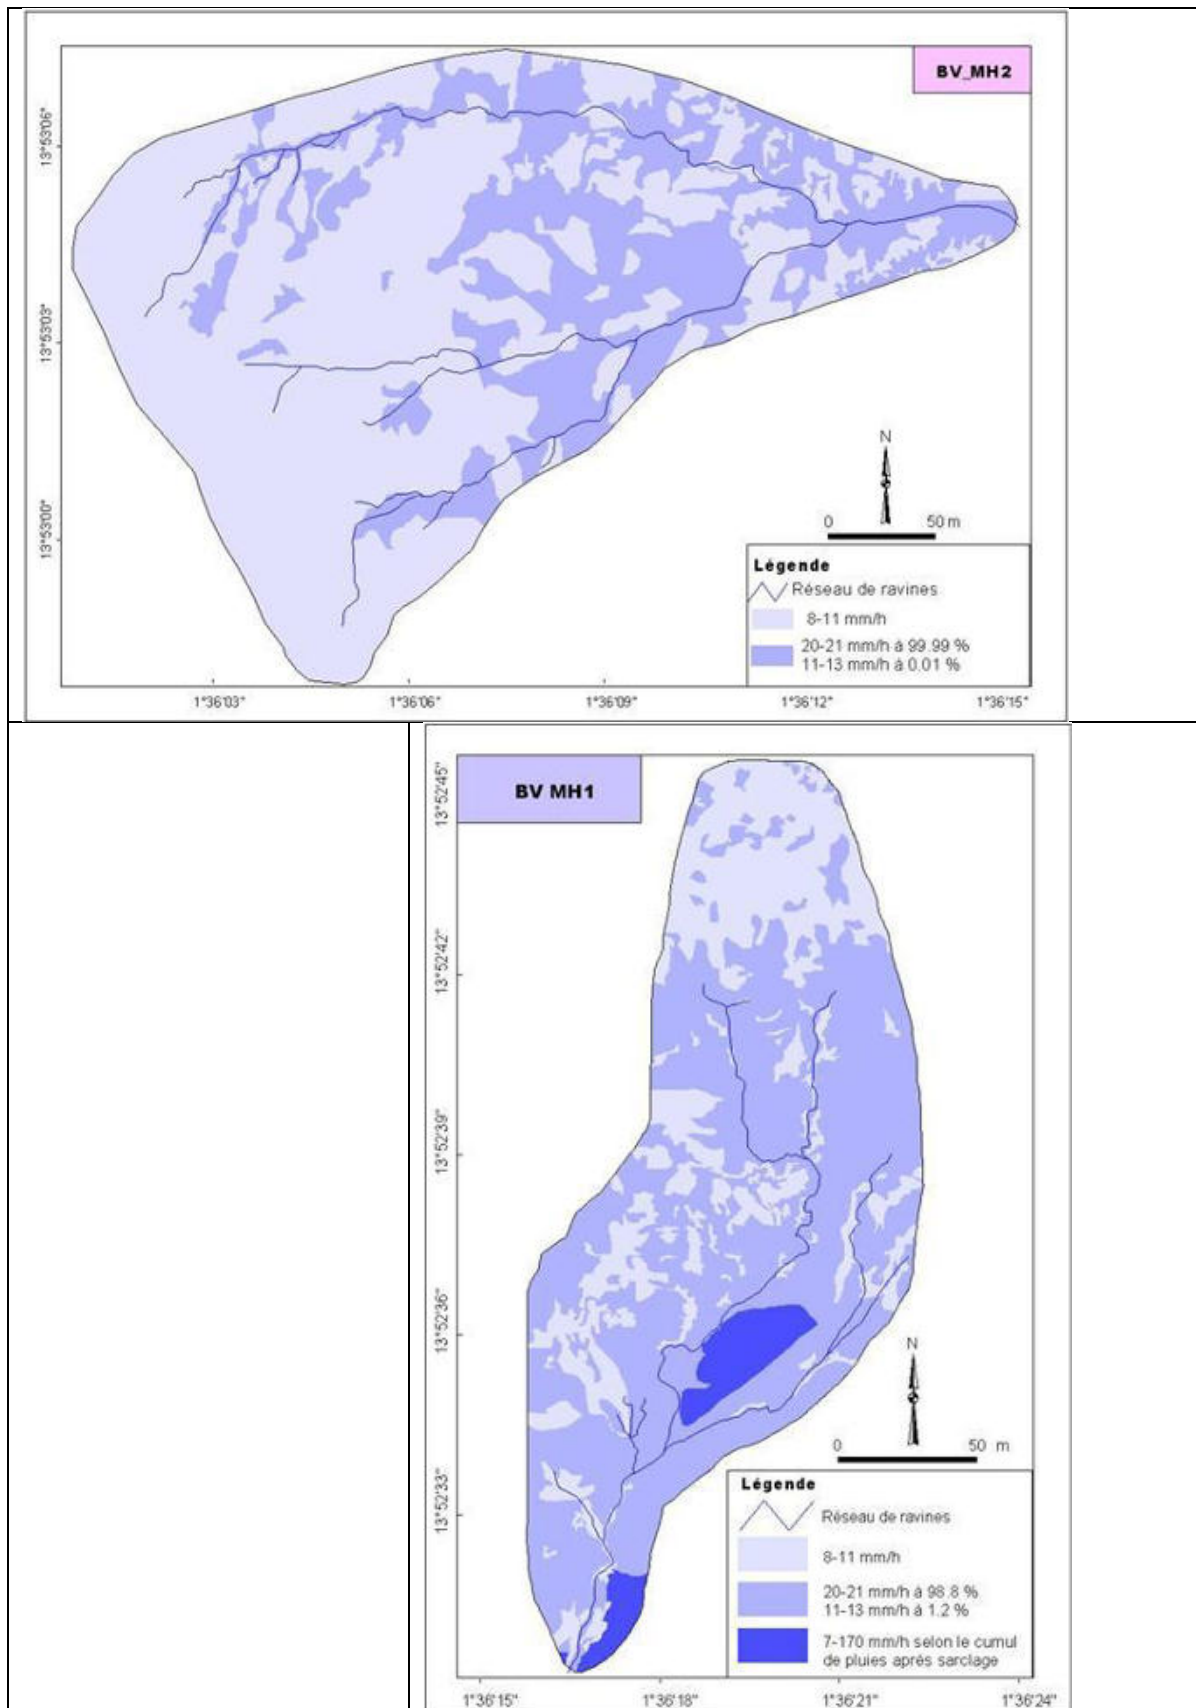 BV_MH2
13°53'06"
13°53'03"
13°53'00"
N
0 50 m
Légende
Réseau de ravines
8-11 mm/h
20-21 mm/h à 99.99 %
11-13 mm/h à 0.01 %
1°36'03" 1°36'06" 1°36'09" 1°36'12" 1°36'15"
BV MH1
13°52'45"
13°52'42"
13°52'39"
13°52'36"
13°52'33"
N
0 50 m
Légende
Réseau de ravines
8-11 mm/h
20-21 mm/h à 98.8 %
11-13 mm/h à 1.2 %
7-170 mm/h selon le cumul
de pluies après sarclage
1°36'15" 1°36'18" 1°36'21" 1°36'24"